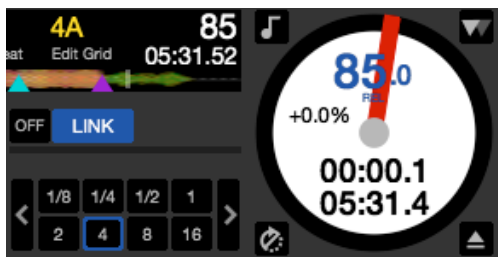 4A 85
eat Edit Grid 05:31.52
OFF LINK
1/8 1/4 1/2 1
2 4 8 16
85.0
+0.0%
00:00.1
05:31.4